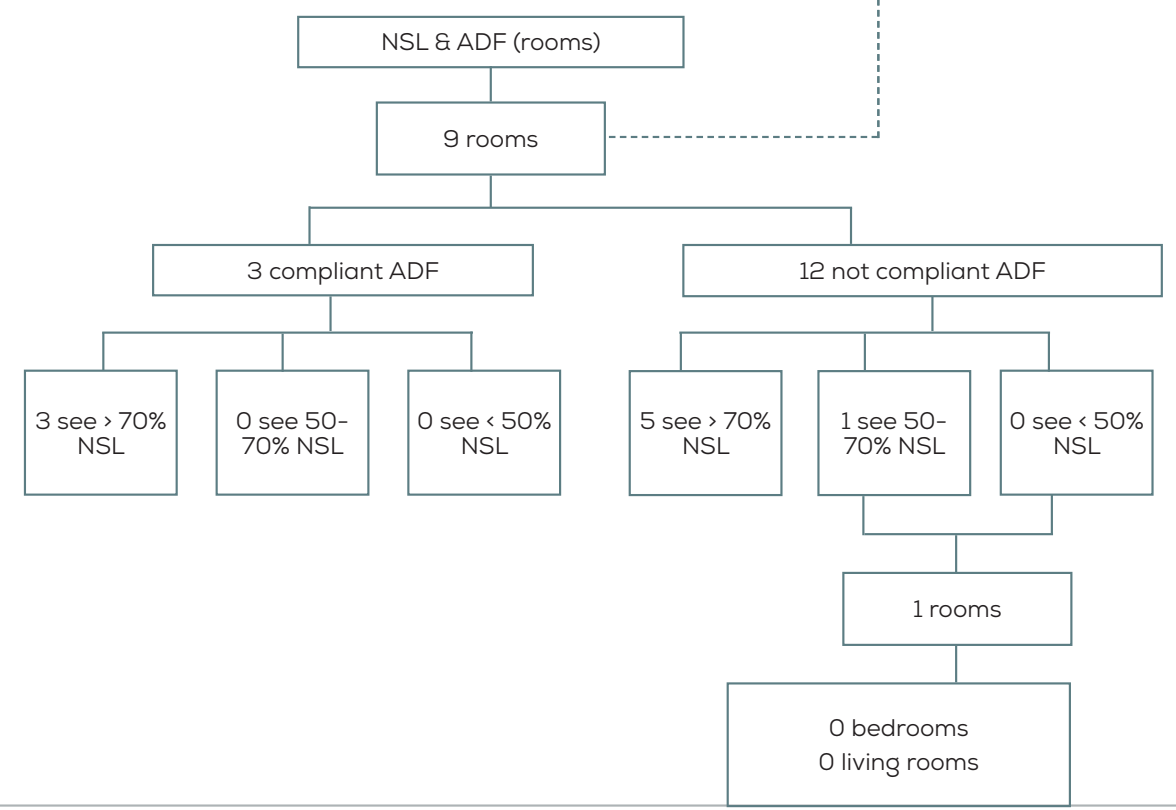 NSL & ADF (rooms)
9 rooms
3 compliant ADF
12 not compliant ADF
3 see > 70%
NSL
0 see 50-
70% NSL
0 see < 50%
NSL
5 see > 70%
NSL
1 see 50-
70% NSL
0 see < 50%
NSL
1 rooms
0 bedrooms
0 living rooms